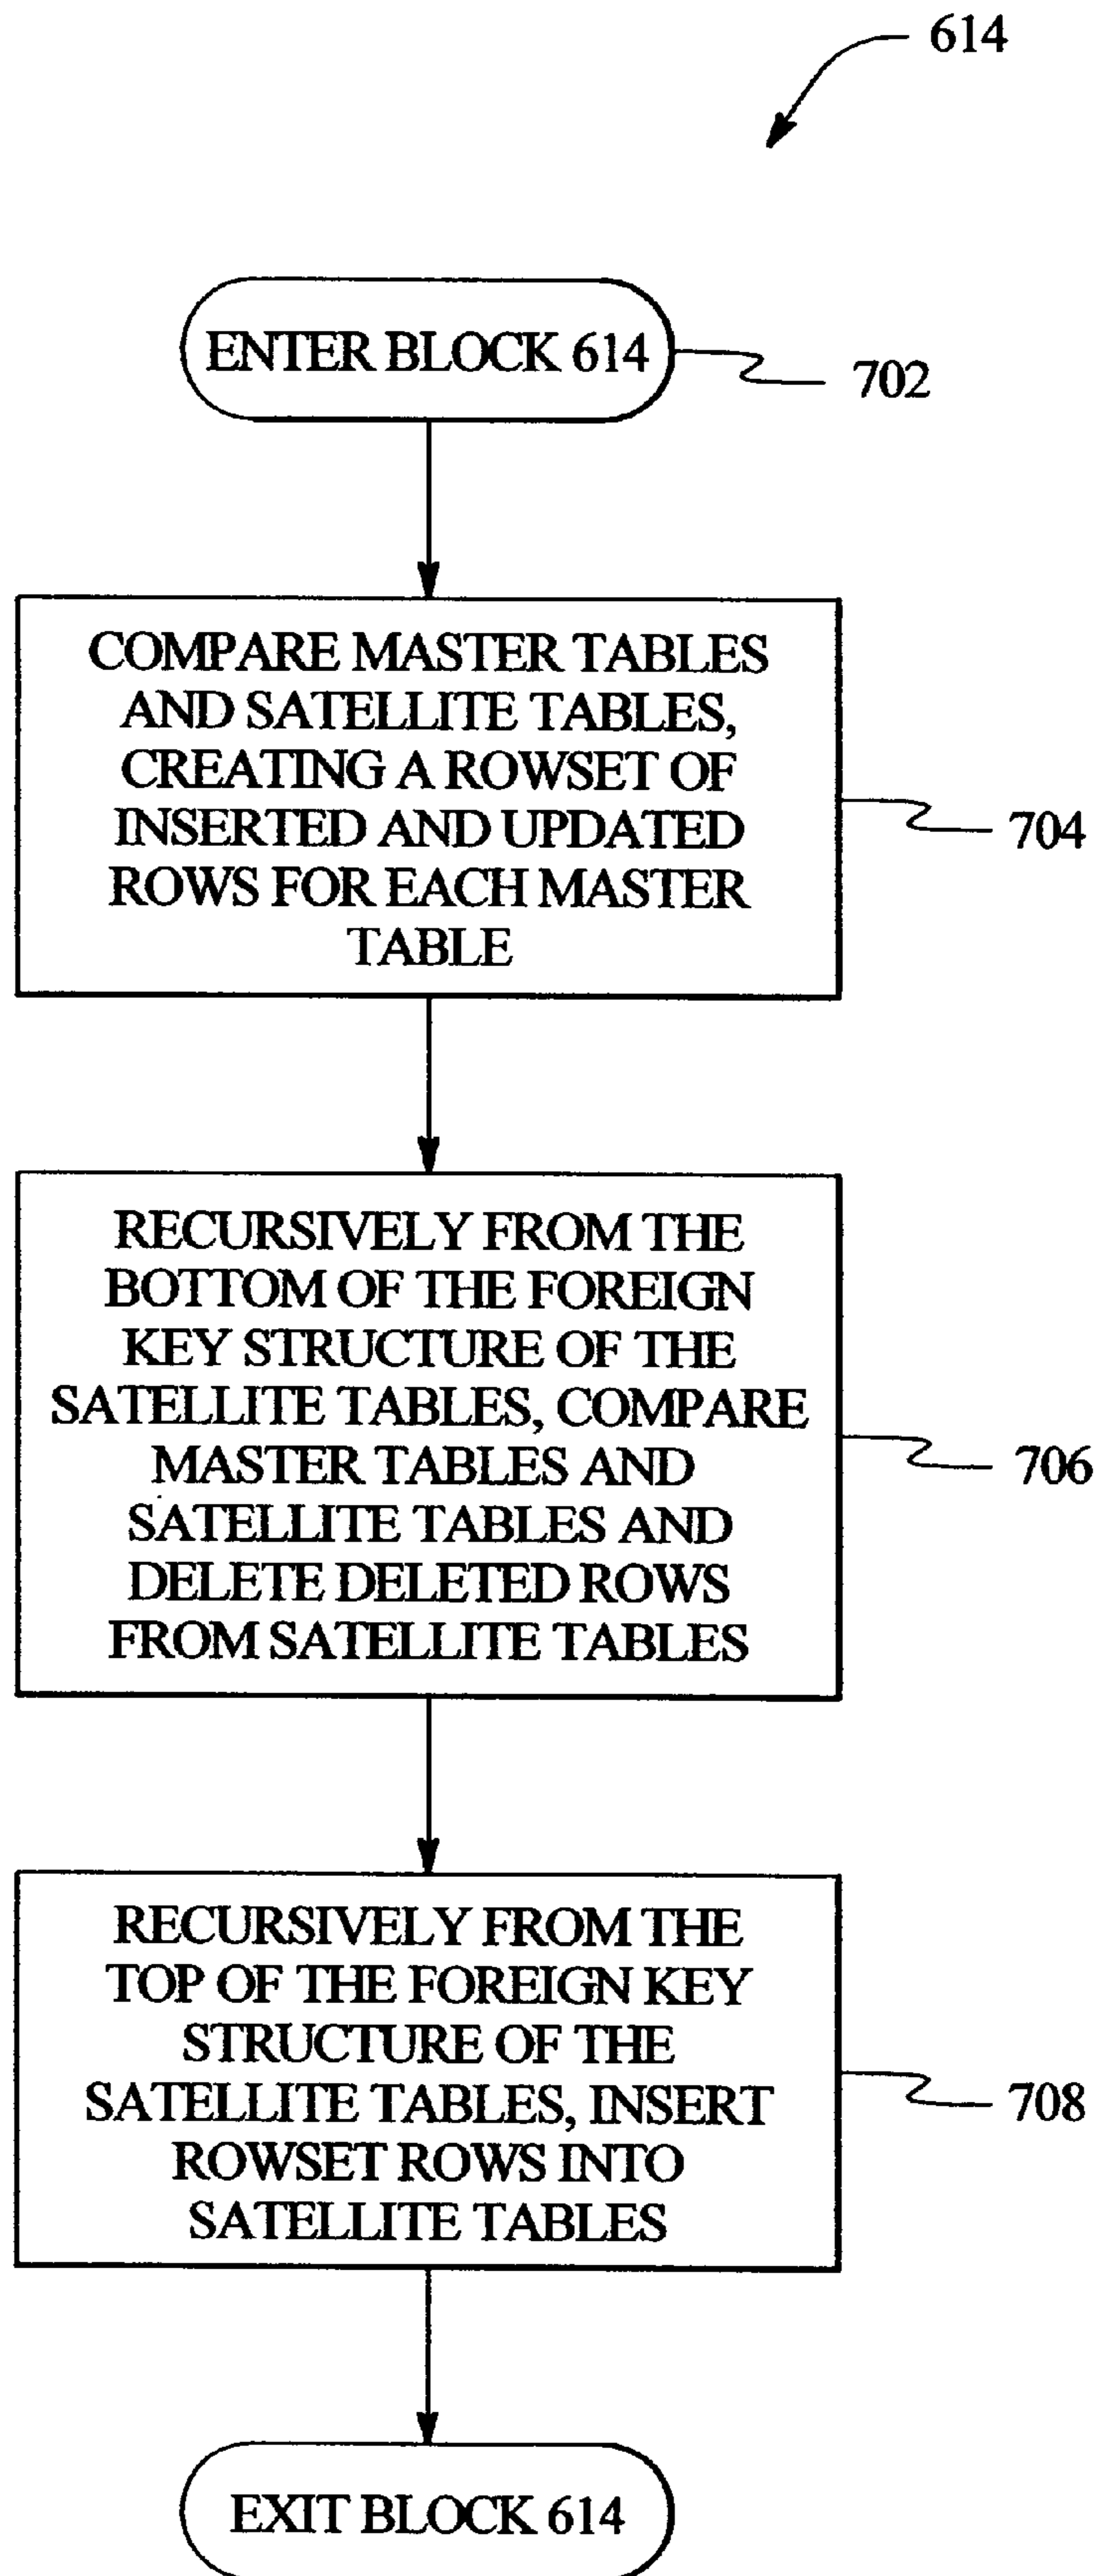 614
ENTER BLOCK 614
702
COMPARE MASTER TABLES
AND SATELLITE TABLES,
CREATING A ROWSET OF
INSERTED AND UPDATED
ROWS FOR EACH MASTER
TABLE
704
RECURSIVELY FROM THE
BOTTOM OF THE FOREIGN
KEY STRUCTURE OF THE
SATELLITE TABLES, COMPARE
MASTER TABLES AND
SATELLITE TABLES AND
DELETE DELETED ROWS
FROM SATELLITE TABLES
706
RECURSIVELY FROM THE
TOP OF THE FOREIGN KEY
STRUCTURE OF THE
SATELLITE TABLES, INSERT
ROWSET ROWS INTO
SATELLITE TABLES
708
EXIT BLOCK 614